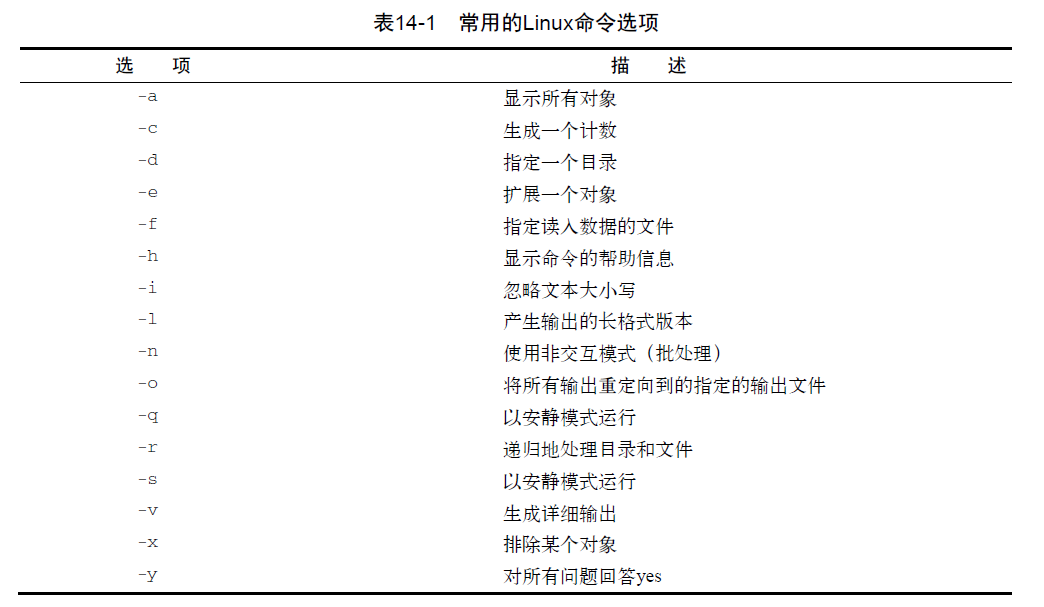 表14-1 常用的Linux命令选项
选 项 描 述
-a 显示所有对象
-c 生成一个计数
-d 指定一个目录
-e 扩展一个对象
-f 指定读入数据的文件
-h 显示命令的帮助信息
-i 忽略文本大小写
-l 产生输出的长格式版本
-n 使用非交互模式（批处理）
-o 将所有输出重定向到的指定的输出文件
-q 以安静模式运行
-r 递归地处理目录和文件
-s 以安静模式运行
-v 生成详细输出
-x 排除某个对象
-y 对所有问题回答yes